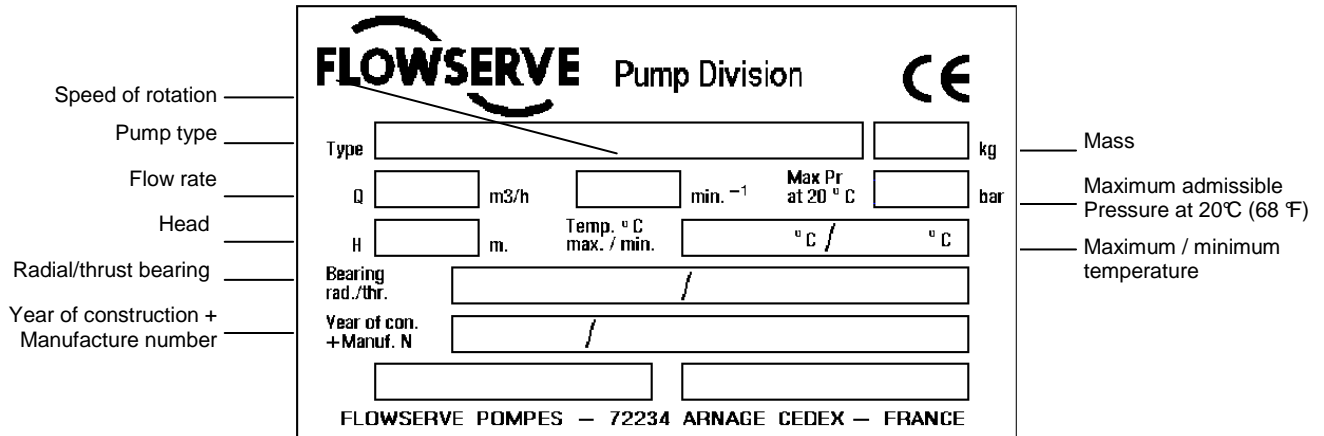 FLOWSERVE Pump Division CE
Speed of rotation
Pump type
Type kg
Mass
Flow rate
Q m3/h min. ⁻¹ Max Pr
at 20 °C bar
Maximum admissible
Pressure at 20°C (68 °F)
Head
H m. Temp. °C
max. / min. °C / °C
Maximum / minimum
temperature
Radial/thrust bearing
Bearing
rad./thr. /
Year of construction +
Manufacture number
Year of con.
+Manuf. N /
FLOWSERVE POMPES – 72234 ARNAGE CEDEX – FRANCE